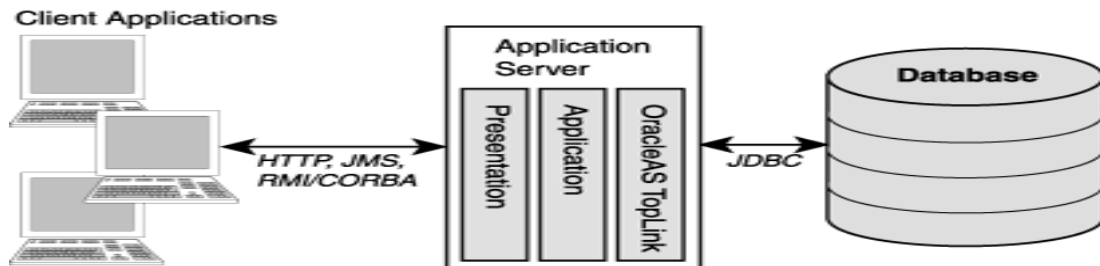 Client Applications
HTTP, JMS,
RMI/CORBA
Application
Server
Presentation
Application
OracleAS TopLink
JDBC
Database